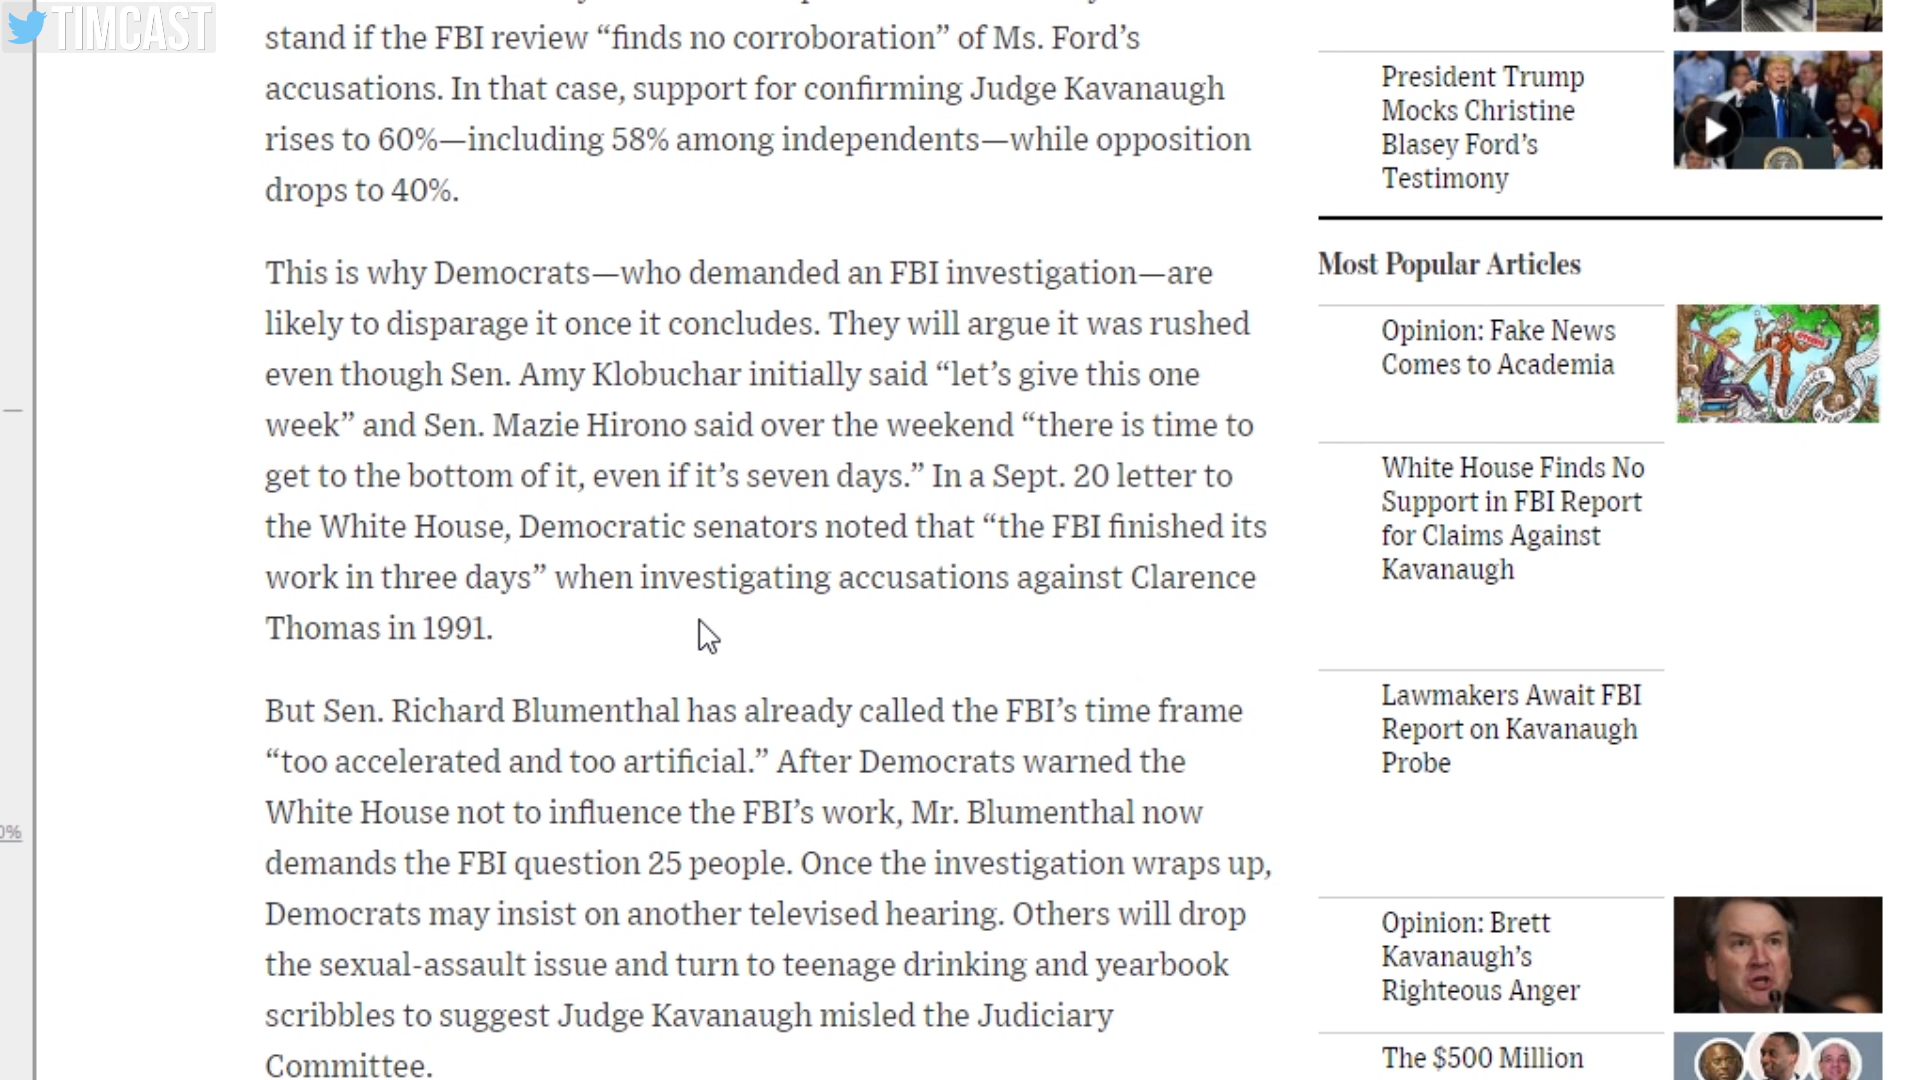 TIMCAST
stand if the FBI review “finds no corroboration” of Ms. Ford’s
accusations. In that case, support for confirming Judge Kavanaugh
rises to 60%—including 58% among independents—while opposition
drops to 40%.
This is why Democrats—who demanded an FBI investigation—are
likely to disparage it once it concludes. They will argue it was rushed
even though Sen. Amy Klobuchar initially said “let’s give this one
week” and Sen. Mazie Hirono said over the weekend “there is time to
get to the bottom of it, even if it’s seven days.” In a Sept. 20 letter to
the White House, Democratic senators noted that “the FBI finished its
work in three days” when investigating accusations against Clarence
Thomas in 1991.
But Sen. Richard Blumenthal has already called the FBI’s time frame
“too accelerated and too artificial.” After Democrats warned the
White House not to influence the FBI’s work, Mr. Blumenthal now
demands the FBI question 25 people. Once the investigation wraps up,
Democrats may insist on another televised hearing. Others will drop
the sexual-assault issue and turn to teenage drinking and yearbook
scribbles to suggest Judge Kavanaugh misled the Judiciary
Committee.
President Trump
Mocks Christine
Blasey Ford’s
Testimony
Most Popular Articles
Opinion: Fake News
Comes to Academia
White House Finds No
Support in FBI Report
for Claims Against
Kavanaugh
Lawmakers Await FBI
Report on Kavanaugh
Probe
Opinion: Brett
Kavanaugh’s
Righteous Anger
The $500 Million